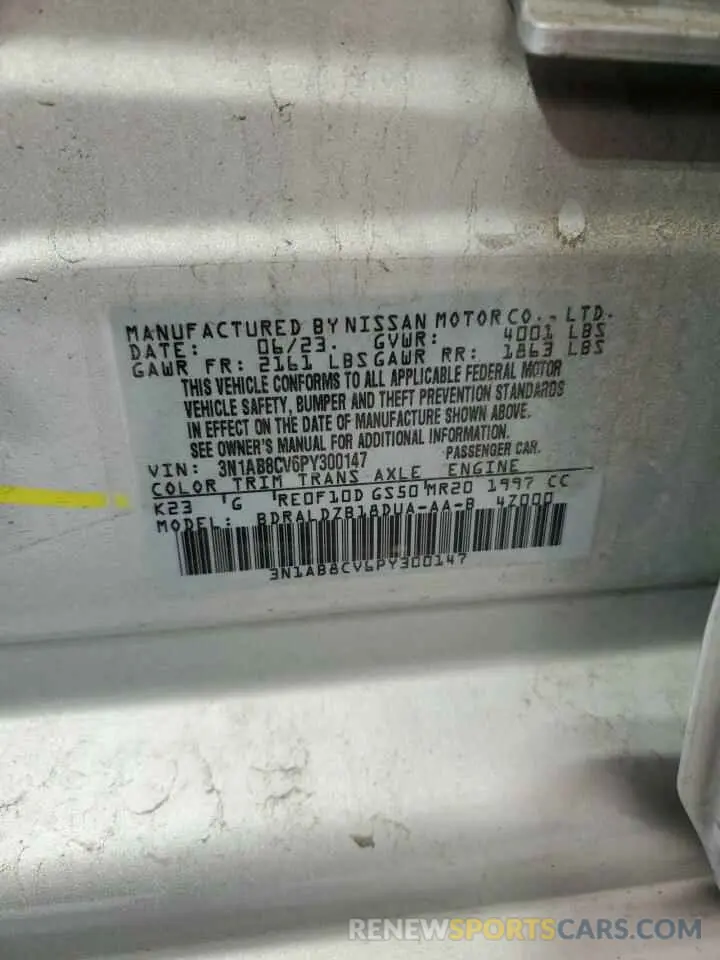 MANUFACTURED BY NISSAN MOTOR CO., LTD.
DATE: 06/23. GVWR: 4001 LBS
GAWR FR: 2161 LBS GAWR RR: 1863 LBS
THIS VEHICLE CONFORMS TO ALL APPLICABLE FEDERAL MOTOR
VEHICLE SAFETY, BUMPER AND THEFT PREVENTION STANDARDS
IN EFFECT ON THE DATE OF MANUFACTURE SHOWN ABOVE.
SEE OWNER'S MANUAL FOR ADDITIONAL INFORMATION.
VIN: 3N1AB8CV6PY300147 PASSENGER CAR.
COLOR TRIM TRANS AXLE ENGINE
K23 G RE0F10D GS50 MR20 1997 CC
MODEL: BDRALDZB18DUA-AA-B 4Z000
3N1AB8CV6PY300147
RENEWSPORTSCARS.COM